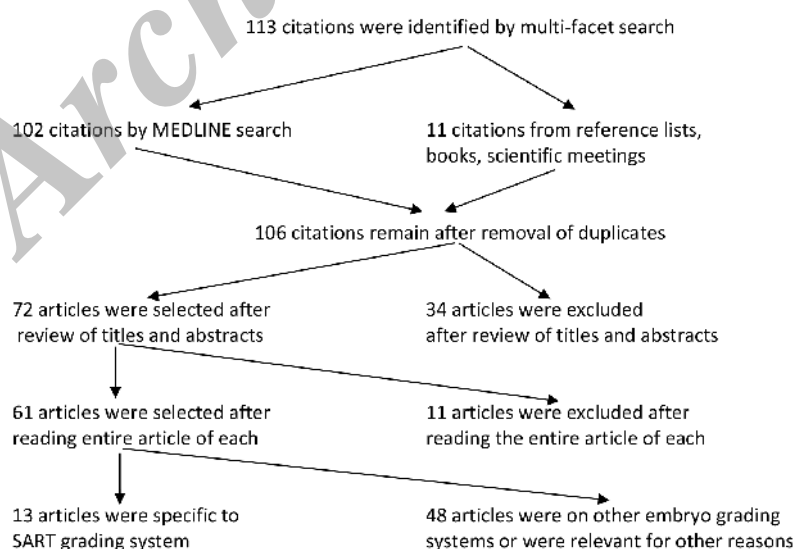 113 citations were identified by multi-facet search
102 citations by MEDLINE search
11 citations from reference lists,
books, scientific meetings
106 citations remain after removal of duplicates
72 articles were selected after
review of titles and abstracts
34 articles were excluded
after review of titles and abstracts
61 articles were selected after
reading entire article of each
11 articles were excluded after
reading the entire article of each
13 articles were specific to
SART grading system
48 articles were on other embryo grading
systems or were relevant for other reasons